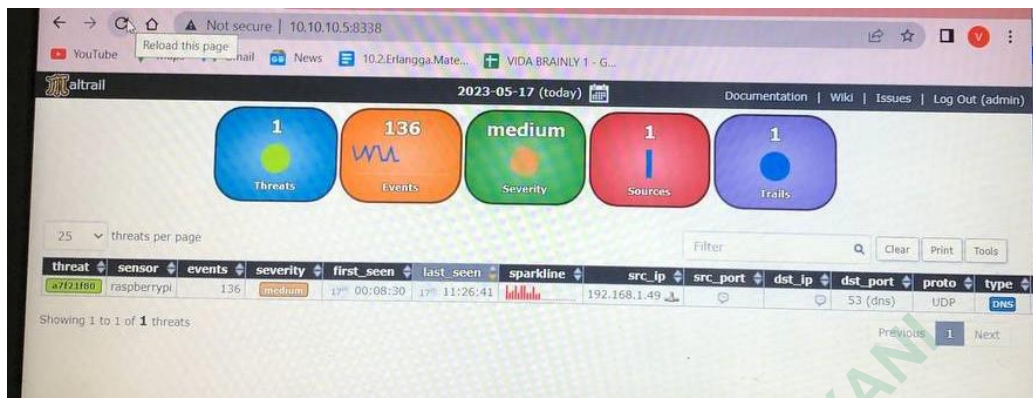 Not secure | 10.10.10.5:8338
Reload this page
YouTube
News
10.2.Erlangga.Mate...
VIDA BRAINLY 1 - G...
V
altrail
2023-05-17 (today)
Documentation | Wiki | Issues | Log Out (admin)
1 136 medium 1 1
Threats Events Severity Sources Trails
25 threats per page
Filter Clear Print Tools
threat sensor events severity first_seen last_seen sparkline src_ip src_port dst_ip dst_port proto type
a7f21f80 raspberrypi 136 medium 17th 00:08:30 17th 11:26:41 192.168.1.49 53 (dns) UDP DNS
Showing 1 to 1 of 1 threats
Previous 1 Next